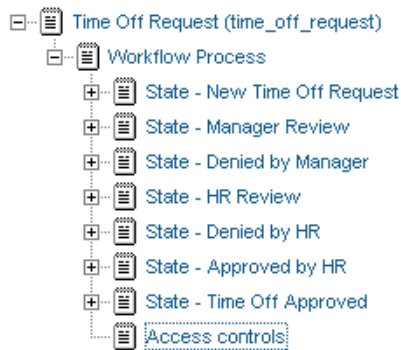 Time Off Request (time_off_request)
Workflow Process
State - New Time Off Request
State - Manager Review
State - Denied by Manager
State - HR Review
State - Denied by HR
State - Approved by HR
State - Time Off Approved
Access controls